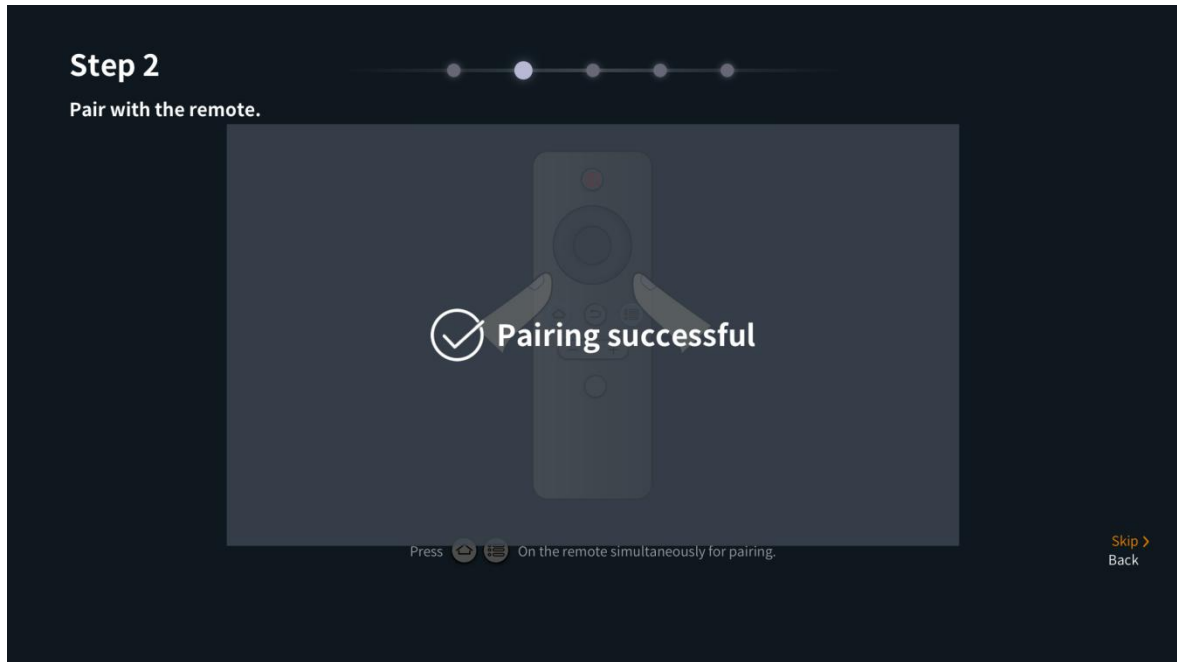 Step 2
Pair with the remote.
Pairing successful
Press On the remote simultaneously for pairing.
Skip >
Back